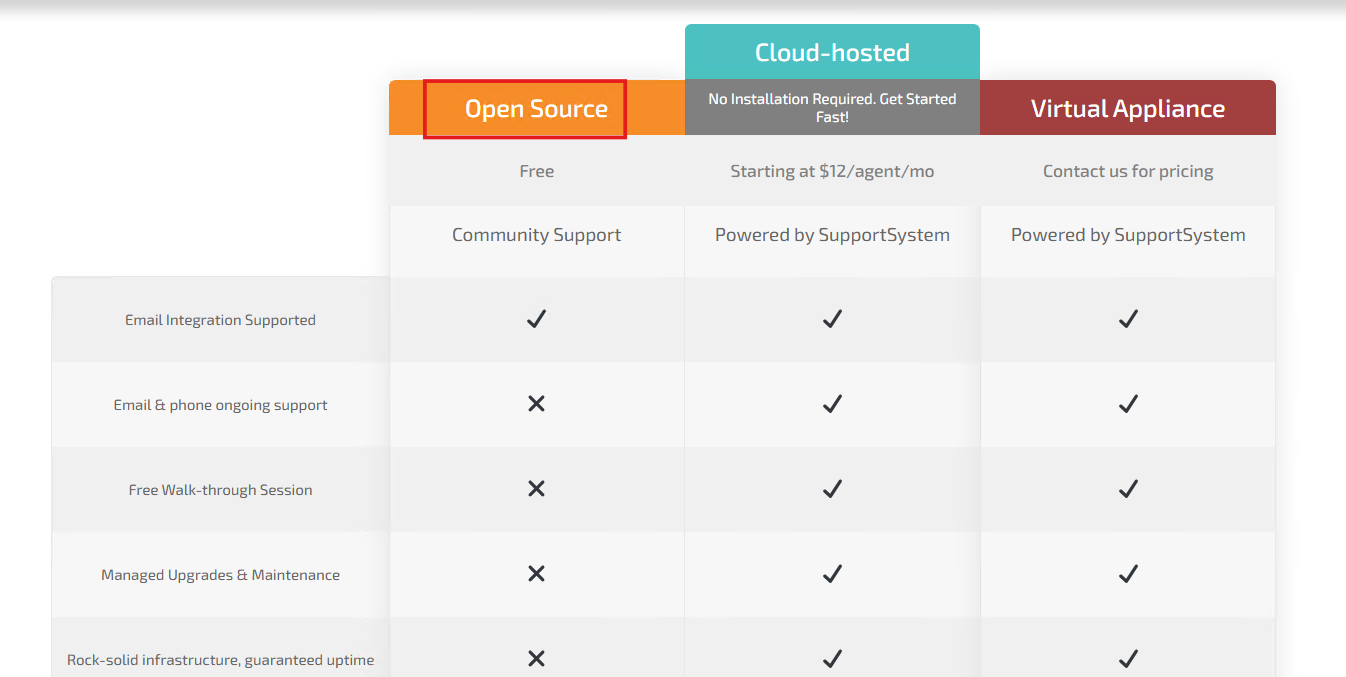 Cloud-hosted
Open Source
No Installation Required. Get Started
Fast!
Virtual Appliance
Free
Starting at $12/agent/mo
Contact us for pricing
Community Support
Powered by SupportSystem
Powered by SupportSystem
Email Integration Supported
Email & phone ongoing support
Free Walk-through Session
Managed Upgrades & Maintenance
Rock-solid infrastructure, guaranteed uptime